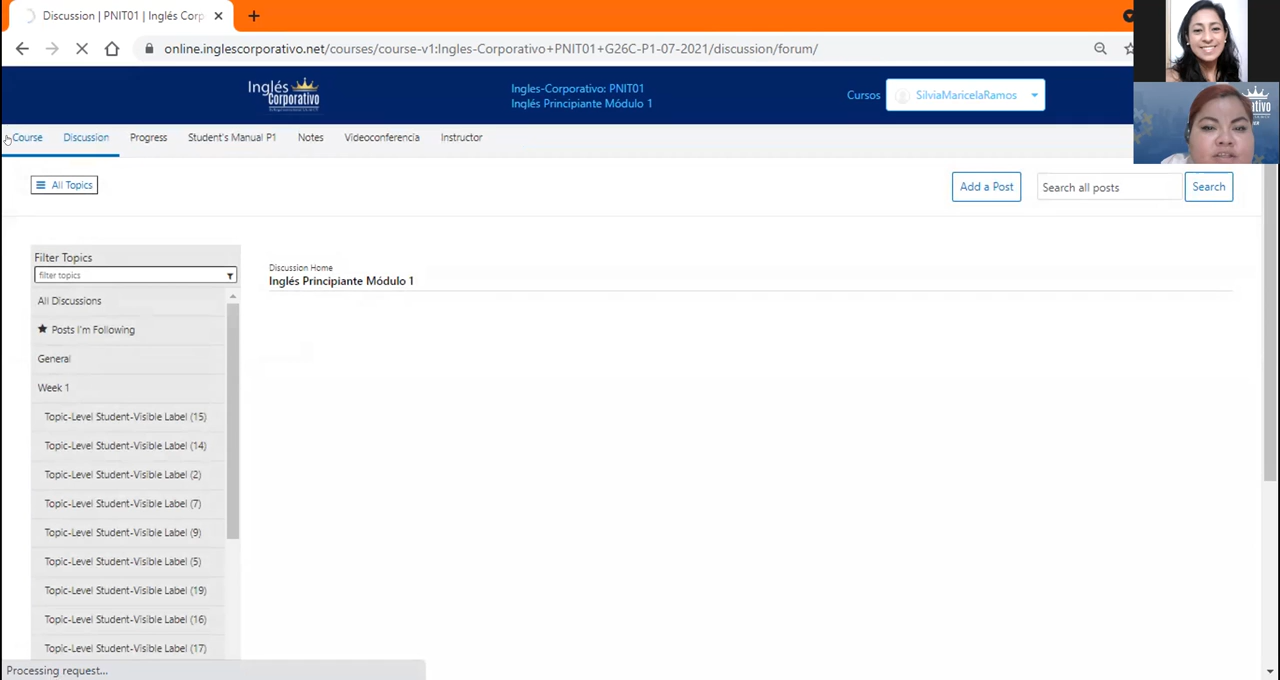 Discussion | PNIT01 | Inglés Corp
online.inglescorporativo.net/courses/course-v1:Ingles-Corporativo+PNIT01+G26C-P1-07-2021/discussion/forum/
Inglés
Corporativo
Ingles-Corporativo: PNIT01
Inglés Principiante Módulo 1
Cursos
SilviaMaricelaRamos
Course
Discussion
Progress
Student's Manual P1
Notes
Videoconferencia
Instructor
All Topics
Add a Post
Search all posts
Search
Filter Topics
filter topics
Discussion Home
Inglés Principiante Módulo 1
All Discussions
★ Posts I'm Following
General
Week 1
Topic-Level Student-Visible Label (15)
Topic-Level Student-Visible Label (14)
Topic-Level Student-Visible Label (2)
Topic-Level Student-Visible Label (7)
Topic-Level Student-Visible Label (9)
Topic-Level Student-Visible Label (5)
Topic-Level Student-Visible Label (19)
Topic-Level Student-Visible Label (16)
Topic-Level Student-Visible Label (17)
Processing request...